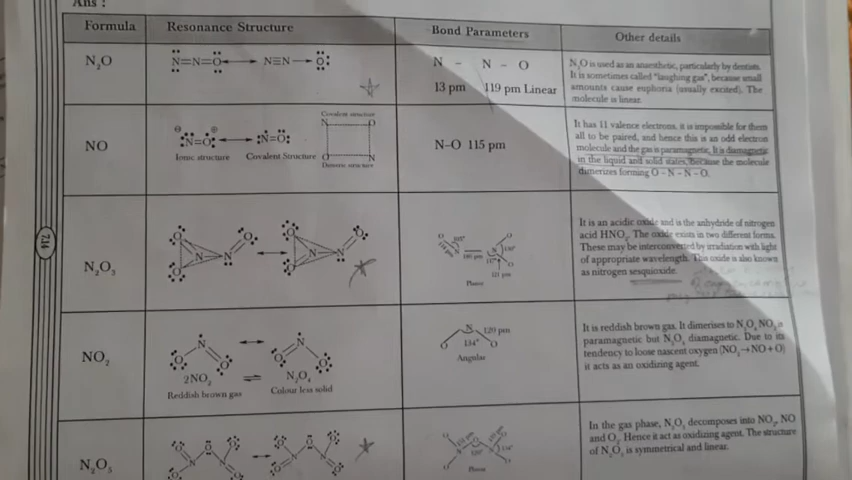 Ans :
Formula Resonance Structure Bond Parameters Other details
N₂O
N=N=O N≡N O:
N – N – O
13 pm 119 pm Linear
N₂O is used as an anaesthetic, particularly by dentists.
It is sometimes called "laughing gas", because small
amounts cause euphoria (usually excited). The
molecule is linear.
NO
N=O :N=O:
Ionic structure Covalent Structure
Covalent structure
N O
O N
Dimeric structure
N–O 115 pm
It has 11 valence electrons. it is impossible for them
all to be paired, and hence this is an odd electron
molecule and the gas is paramagnetic, It is diamagnetic
in the liquid and solid states, because the molecule
dimerizes forming O – N – N – O.
7.14
N₂O₃
O O N N O O O N N O
O N N O O
105°
130°
117°
121 pm
Planar
It is an acidic oxide and is the anhydride of nitrogen
acid HNO₂. The oxide exists in two different forms.
These may be interconverted by irradiation with light
of appropriate wavelength. This oxide is also known
as nitrogen sesquioxide.
NO₂
O N O O N O
2NO₂ ⇌ N₂O₄
Reddish brown gas Colour less solid
N 120 pm
O 134° O
Angular
It is reddish brown gas. It dimerises to N₂O₄ NO₂ is
paramagnetic but N₂O₄ diamagnetic. Due to its
tendency to loose nascent oxygen (NO₂→NO+O)
it acts as an oxidizing agent.
N₂O₅
134°
Planar
In the gas phase, N₂O₅ decomposes into NO₂, NO
and O₂. Hence it act as oxidizing agent. The structure
of N₂O₅ is symmetrical and linear.